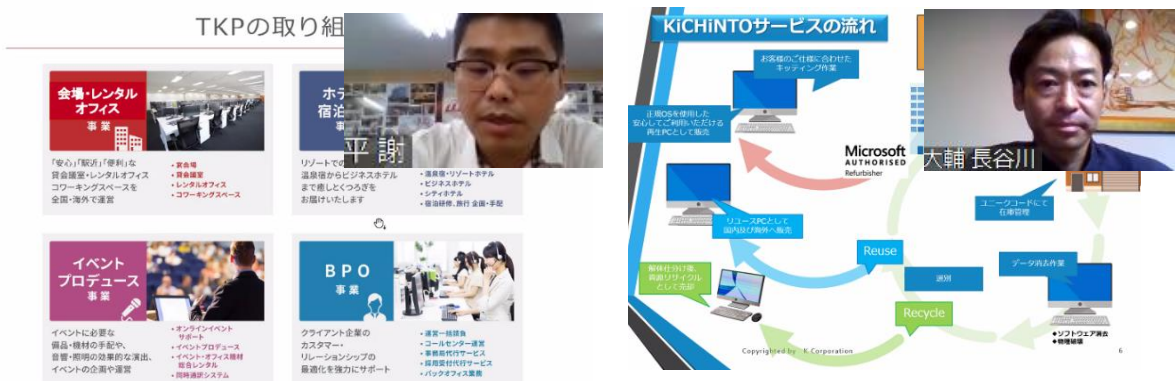 TKPの取り組
会場・レンタル
オフィス
事業
「安心」「駅近」「便利」な
貸会議室・レンタルオフィス
コワーキングスペースを
全国・海外で運営
・貸会場
・貸会議室
・レンタルオフィス
・コワーキングスペース
ホテ
宿泊
事
リゾートでの
温泉宿からビジネスホテル
まで癒しとくつろぎを
お届けいたします
・温泉宿・リゾートホテル
・ビジネスホテル
・シティホテル
・宿泊研修、旅行 全国・手配
平 謝
イベント
プロデュース
事業
イベントに必要な
備品・機材の手配や、
音響・照明の効果的な演出、
イベントの企画や運営
・オンラインイベント
サポート
・イベントプロデュース
・イベント・オフィス機材
総合レンタル
・同時通訳システム
BPO
事業
クライアント企業の
カスタマー・
リレーションシップの
最適化を強力にサポート
・運営一括請負
・コールセンター運営
・事務局代行サービス
・採用受付代行サービス
・バックオフィス業務
KiCHiNTOサービスの流れ
お客様のご仕様に合わせた
キッティング作業
正規OSを使用した
安心してご利用いただける
再生PCとして販売
Microsoft
AUTHORISED
Refurbisher
大輔 長谷川
ユニークコードにて
在庫管理
リユースPCとして
国内及び海外へ販売
Reuse
選別
データ消去作業
解体仕分け後、
資源リサイクル
として売却
Recycle
◆ソフトウェア消去
◆物理破壊
Copyrighted by K Corporation
6